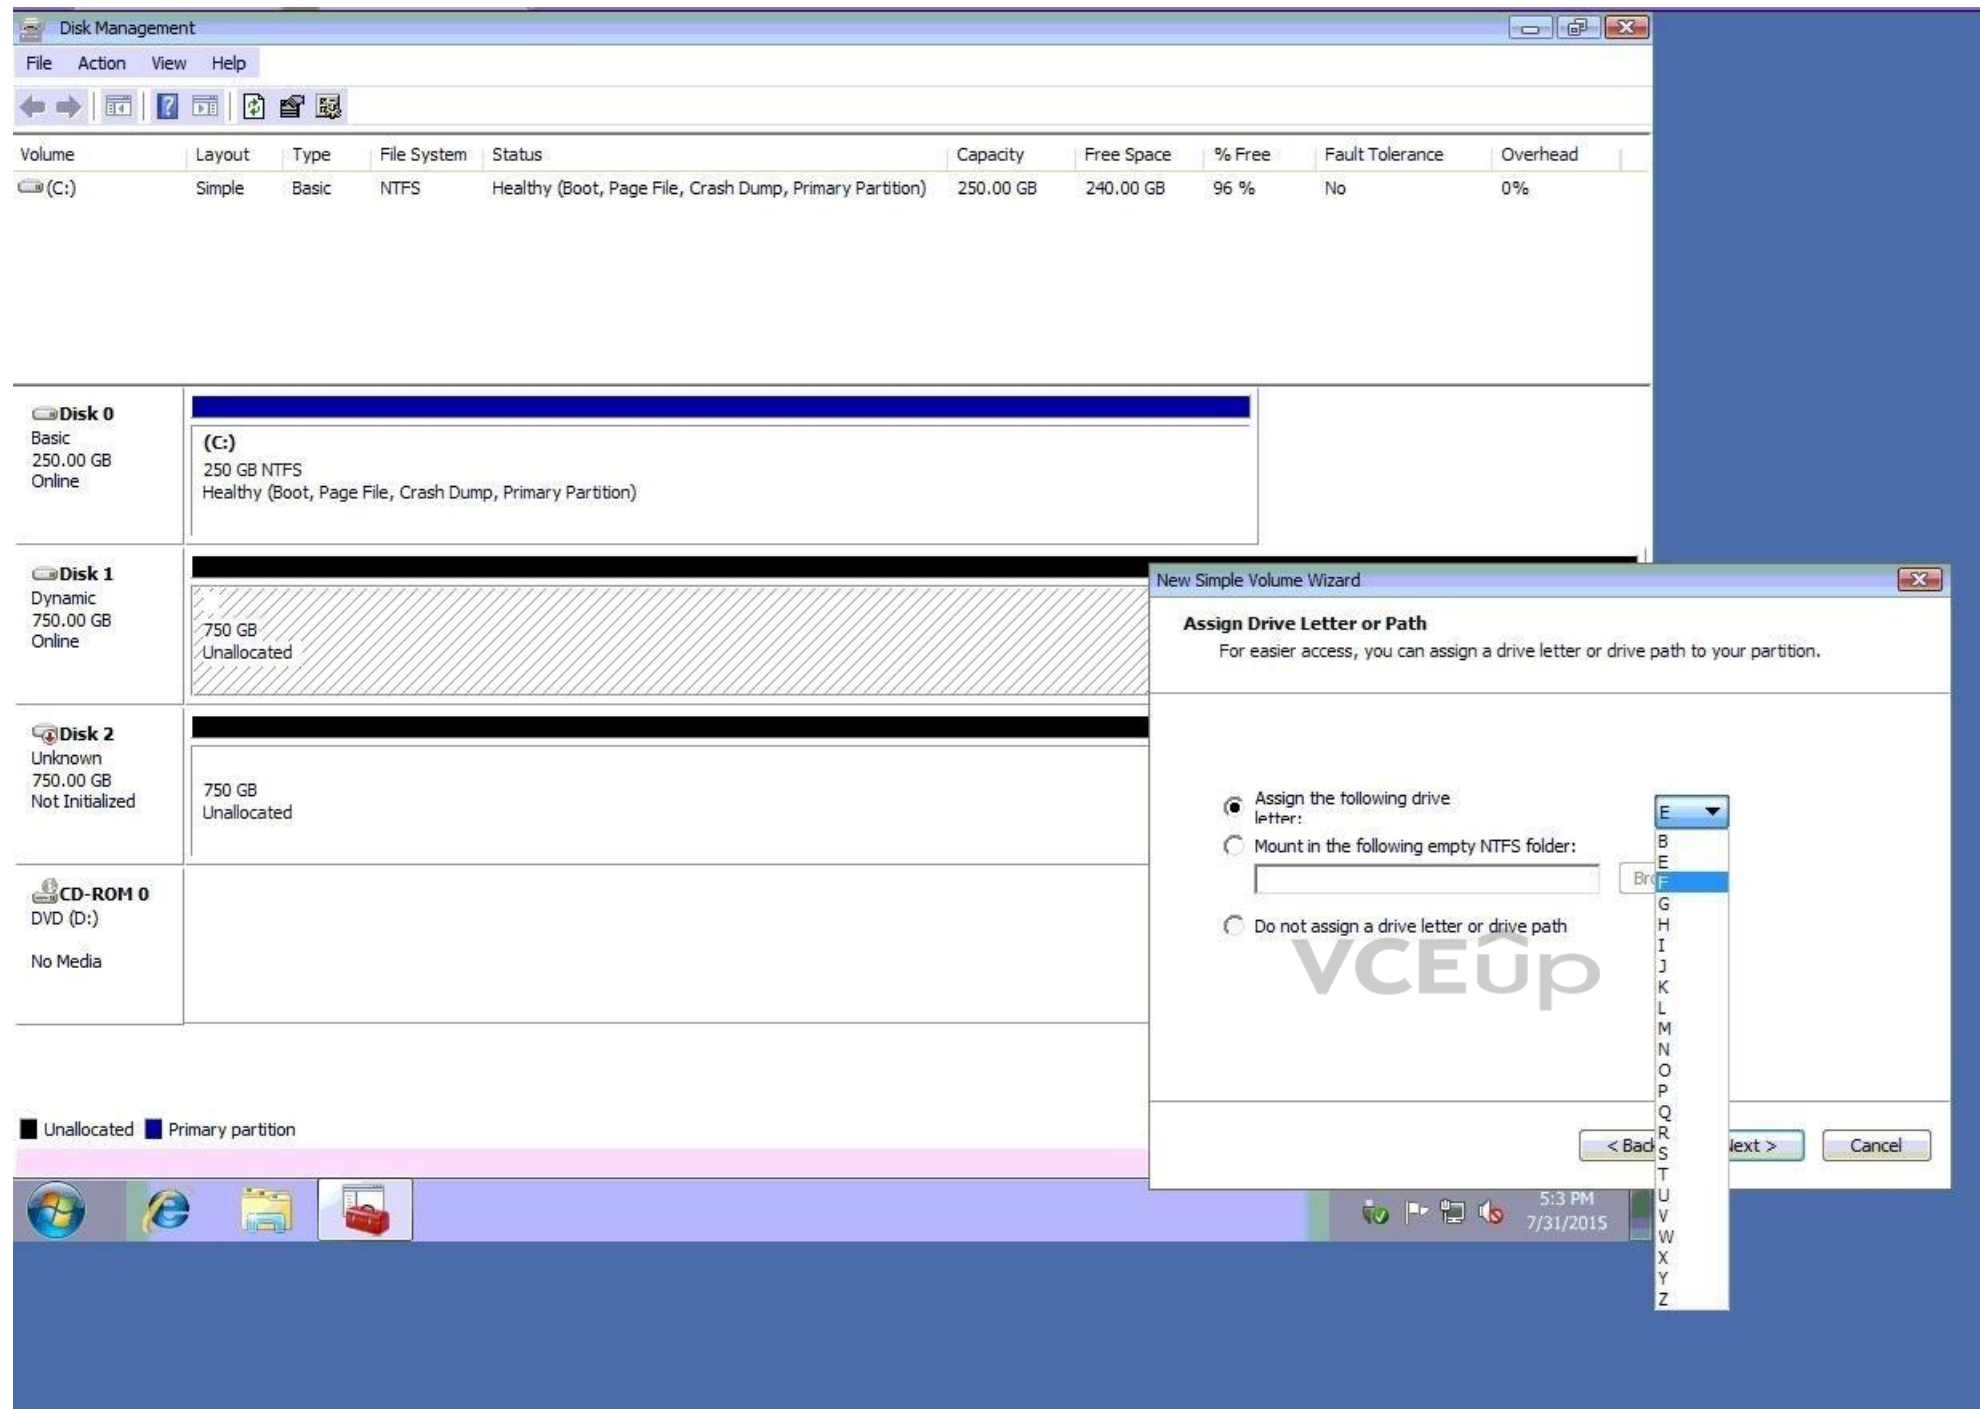 Disk Management
File Action View Help
Volume Layout Type File System Status Capacity Free Space % Free Fault Tolerance Overhead
(C:) Simple Basic NTFS Healthy (Boot, Page File, Crash Dump, Primary Partition) 250.00 GB 240.00 GB 96 % No 0%
Disk 0
Basic
250.00 GB
Online
(C:)
250 GB NTFS
Healthy (Boot, Page File, Crash Dump, Primary Partition)
Disk 1
Dynamic
750.00 GB
Online
750 GB
Unallocated
Disk 2
Unknown
750.00 GB
Not Initialized
750 GB
Unallocated
CD-ROM 0
DVD (D:)
No Media
Unallocated Primary partition
New Simple Volume Wizard
Assign Drive Letter or Path
For easier access, you can assign a drive letter or drive path to your partition.
Assign the following drive
letter:
E
Mount in the following empty NTFS folder:
Do not assign a drive letter or drive path
B
E
F
G
H
I
J
K
L
M
N
O
P
Q
R
S
T
U
V
W
X
Y
Z
VCEûp
< Back
Next >
Cancel
5:3 PM
7/31/2015